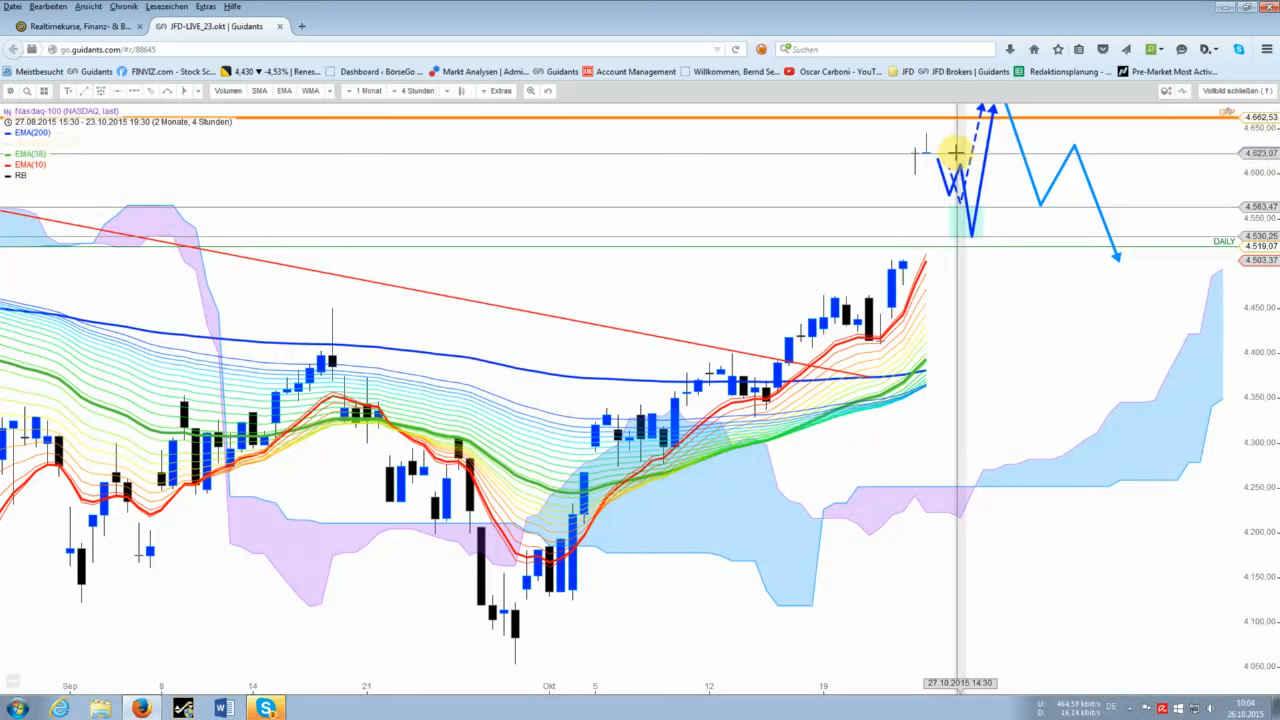 Datei Bearbeiten Ansicht Chronik Lesezeichen Extras Hilfe
Realtimekurse, Finanz- & B... × JFD-LIVE_23.okt | Guidants × +
go.guidants.com/#c/88645 Suchen
Meistbesucht Guidants FINVIZ.com - Stock Sc... 4,430 ▼ -4,53% | Renes... Dashboard - BörseGo ... Markt Analysen | Admi... Guidants Account Management Willkommen, Bernd Se... Oscar Carboni - YouT... JFD JFD Brokers | Guidants Redaktionsplanung - ... Pre-Market Most Activ...
Volumen SMA EMA WMA 1 Monat 4 Stunden Extras Vollbild schließen ( f )
Nasdaq-100 (NASDAQ, last)
27.08.2015 15:30 - 23.10.2015 19:30 (2 Monate, 4 Stunden)
EMA(200)
EMA(38)
EMA(10)
RB
4.662,53
4.650,00
4.623,07
4.600,00
4.563,47
4.550,00
4.530,25
DAILY 4.519,07
4.503,37
4.450,00
4.400,00
4.350,00
4.300,00
4.250,00
4.200,00
4.150,00
4.100,00
4.050,00
Sep 8 14 21 Okt 5 12 19 27.10.2015 14:30
U: 464,59 kbit/s DE 10:04
D: 16,14 kbit/s 26.10.2015